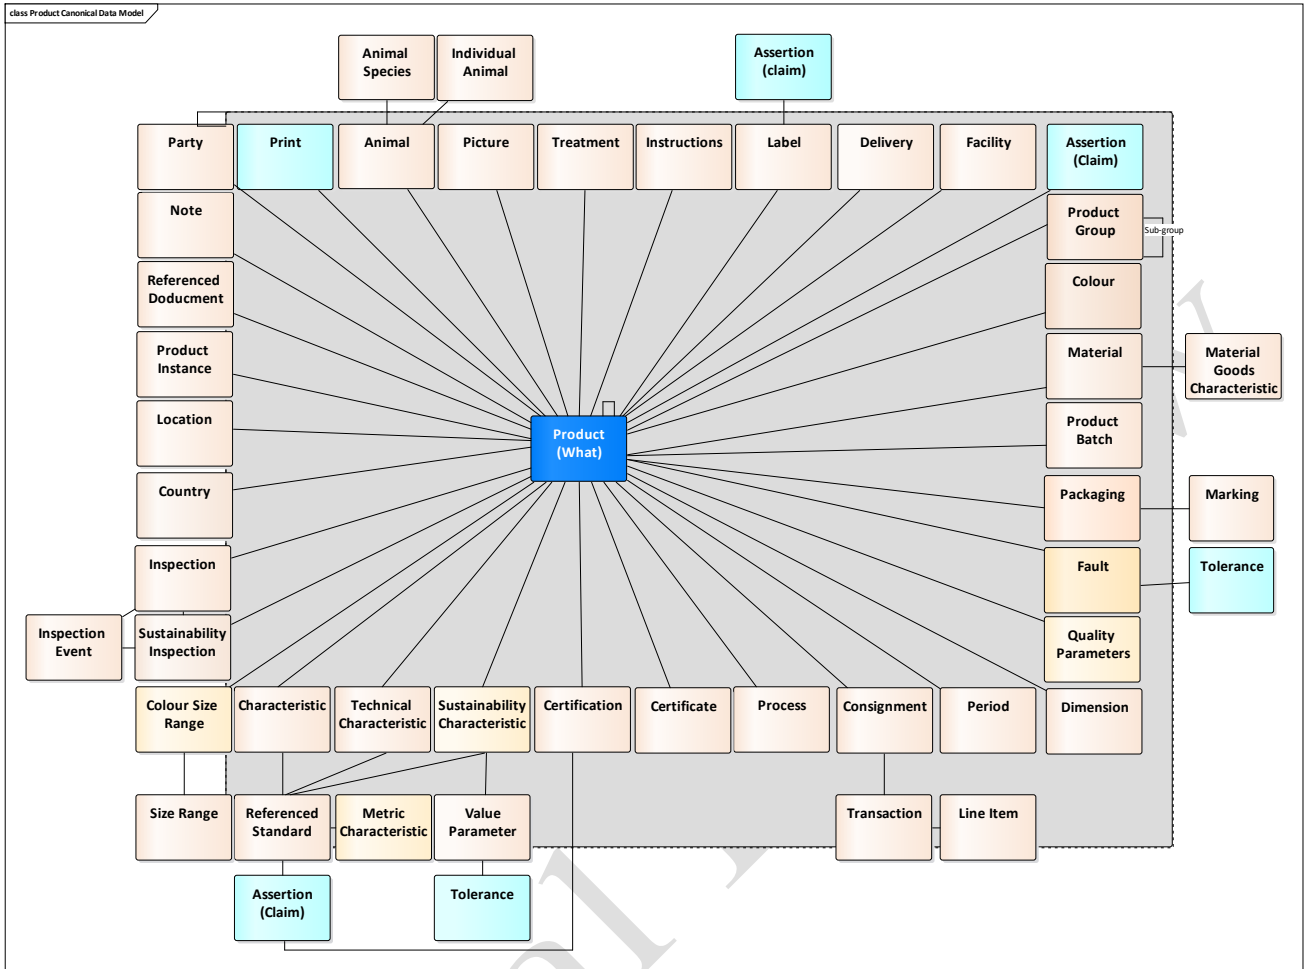 class Product Canonical Data Model
Animal
Species
Individual
Animal
Assertion
(claim)
Party
Print
Animal
Picture
Treatment
Instructions
Label
Delivery
Facility
Assertion
(Claim)
Note
Product
Group
Sub-group
Referenced
Doducment
Colour
Product
Instance
Material
Material
Goods
Characteristic
Location
Product
(What)
Product
Batch
Country
Packaging
Marking
Inspection
Fault
Tolerance
Inspection
Event
Sustainability
Inspection
Quality
Parameters
Colour Size
Range
Characteristic
Technical
Characteristic
Sustainability
Characteristic
Certification
Certificate
Process
Consignment
Period
Dimension
Size Range
Referenced
Standard
Metric
Characteristic
Value
Parameter
Transaction
Line Item
Assertion
(Claim)
Tolerance